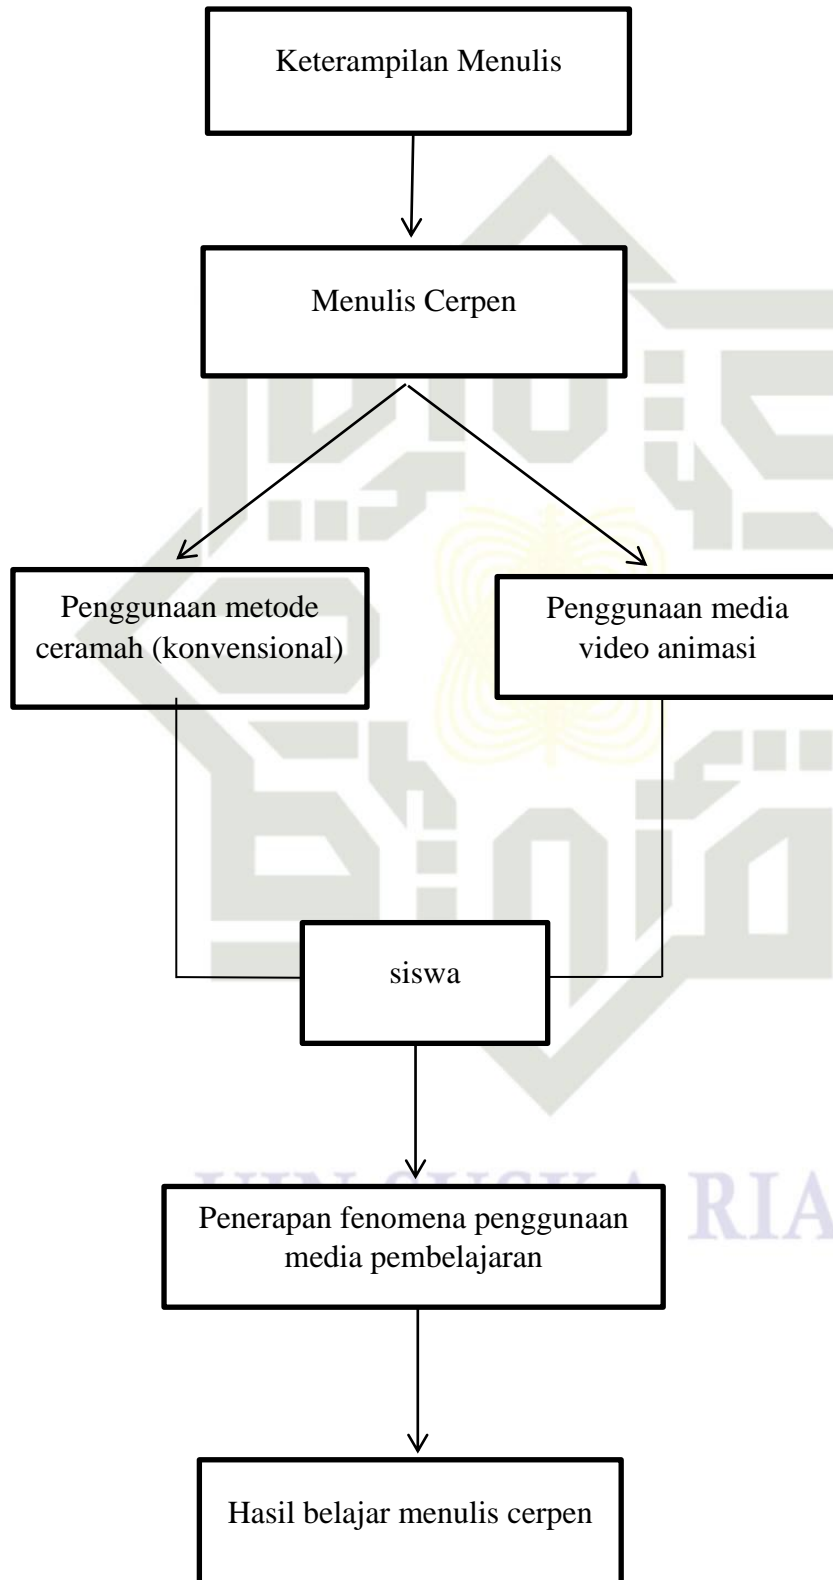 Keterampilan Menulis
Menulis Cerpen
Penggunaan metode
ceramah (konvensional)
Penggunaan media
video animasi
siswa
RIA
Penerapan fenomena penggunaan
media pembelajaran
Hasil belajar menulis cerpen